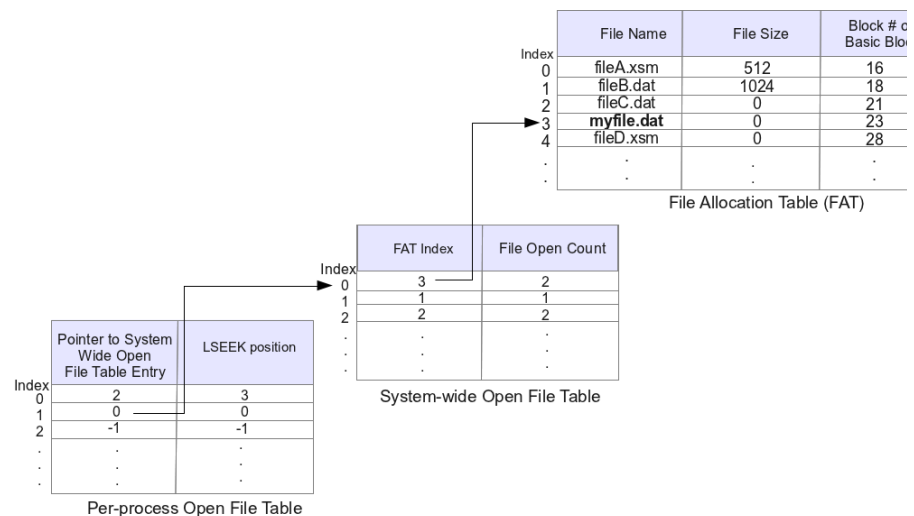 File Name File Size Block # o
Basic Bloc
Index
0 fileA.xsm 512 16
1 fileB.dat 1024 18
2 fileC.dat 0 21
3 myfile.dat 0 23
4 fileD.xsm 0 28
. . . .
. . . .
File Allocation Table (FAT)
FAT Index File Open Count
Index
0 3 2
1 1 1
2 2 2
. . .
. . .
. . .
System-wide Open File Table
Pointer to System
Wide Open
File Table Entry
LSEEK position
Index
0 2 3
1 0 0
2 -1 -1
. . .
. . .
. . .
Per-process Open File Table